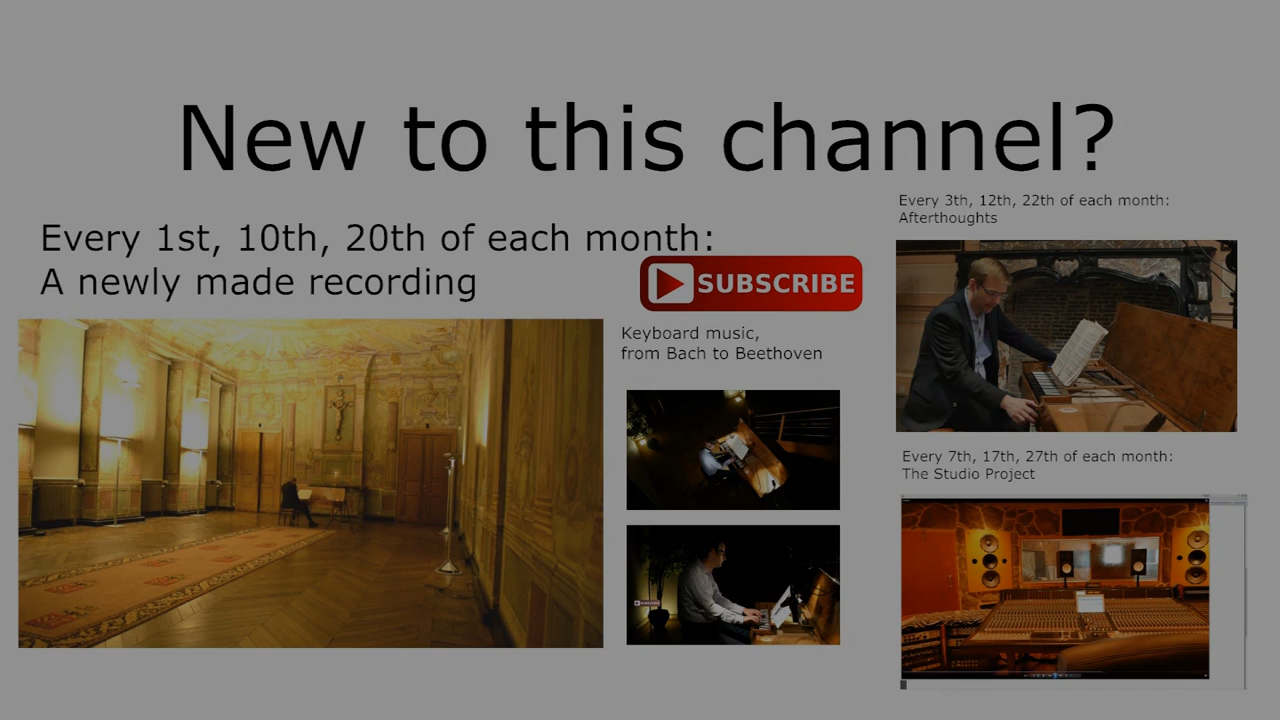 New to this channel?
Every 1st, 10th, 20th of each month:
A newly made recording
SUBSCRIBE
Keyboard music,
from Bach to Beethoven
Every 3th, 12th, 22th of each month:
Afterthoughts
Every 7th, 17th, 27th of each month:
The Studio Project